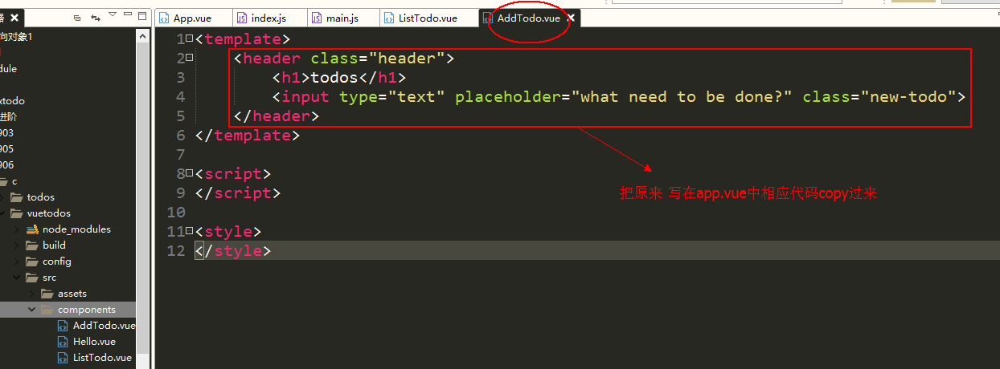 器
App.vue
index.js
main.js
ListTodo.vue
AddTodo.vue
向对象1
dule
xtodo
进阶
903
905
906
c
todos
vuetodos
node_modules
build
config
src
assets
components
AddTodo.vue
Hello.vue
ListTodo.vue
1 <template>
2 <header class="header">
3 <h1>todos</h1>
4 <input type="text" placeholder="what need to be done?" class="new-todo">
5 </header>
6 </template>
7
8 <script>
9 </script>
10
11 <style>
12 </style>
把原来 写在app.vue中相应代码copy过来